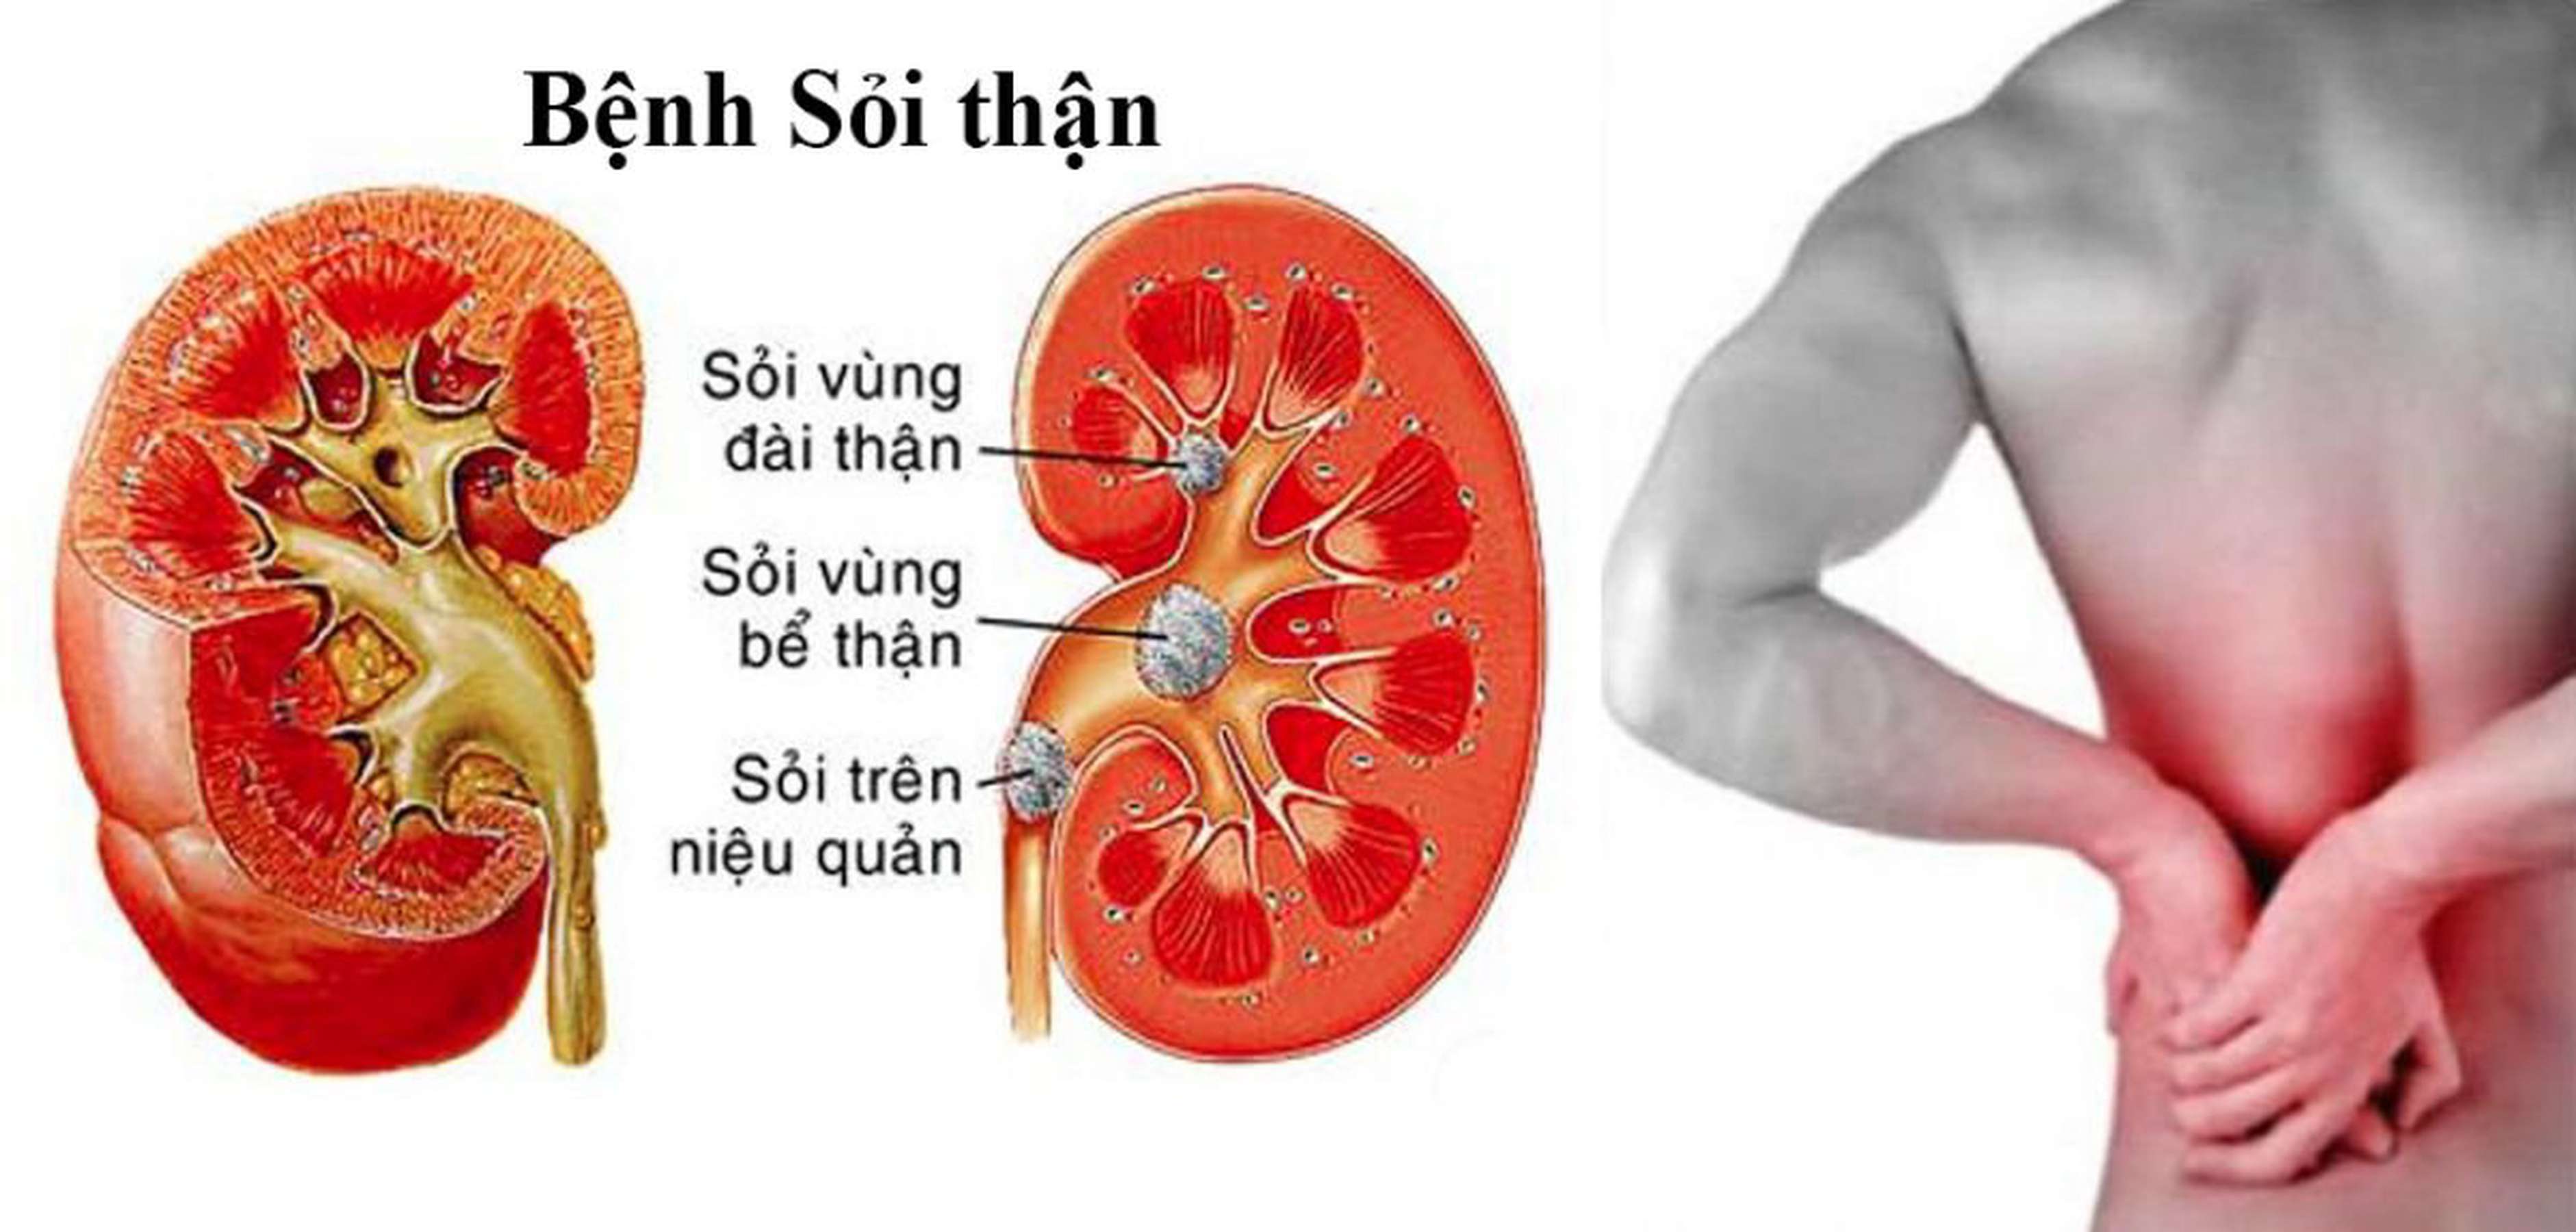 Bệnh Sỏi thận
Sỏi vùng
đài thận
Sỏi vùng
bể thận
Sỏi trên
niệu quản